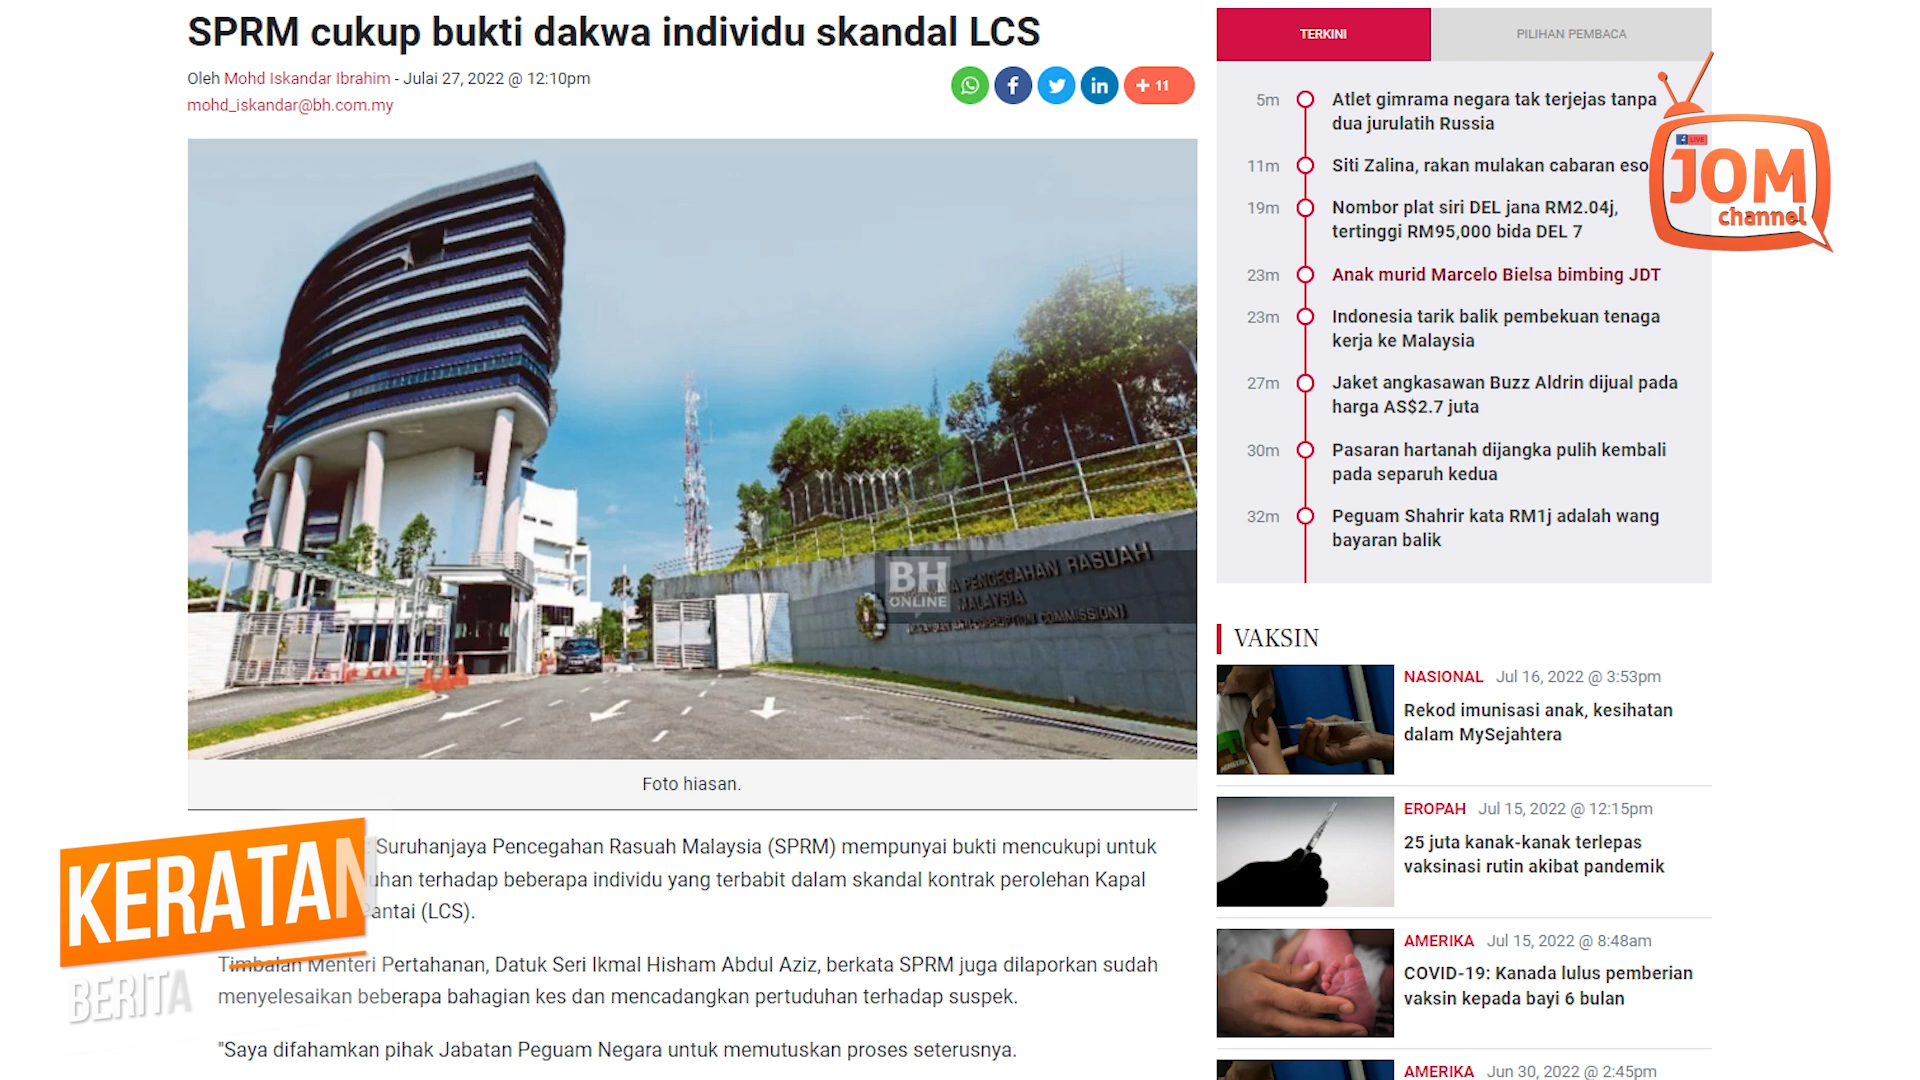 SPRM cukup bukti dakwa individu skandal LCS
Oleh Mohd Iskandar Ibrahim - Julai 27, 2022 @ 12:10pm
mohd_iskandar@bh.com.my
+ 11
BH
ONLINE
PENCEGAHAN RASUAH
MALAYSIA
Foto hiasan.
: Suruhanjaya Pencegahan Rasuah Malaysia (SPRM) mempunyai bukti mencukupi untuk
uhan terhadap beberapa individu yang terbabit dalam skandal kontrak perolehan Kapal
Pantai (LCS).
Timbalan Menteri Pertahanan, Datuk Seri Ikmal Hisham Abdul Aziz, berkata SPRM juga dilaporkan sudah
menyelesaikan beberapa bahagian kes dan mencadangkan pertuduhan terhadap suspek.
"Saya difahamkan pihak Jabatan Peguam Negara untuk memutuskan proses seterusnya.
KERATAN
BERITA
TERKINI
PILIHAN PEMBACA
5m Atlet gimrama negara tak terjejas tanpa
dua jurulatih Russia
11m Siti Zalina, rakan mulakan cabaran eso
19m Nombor plat siri DEL jana RM2.04j,
tertinggi RM95,000 bida DEL 7
23m Anak murid Marcelo Bielsa bimbing JDT
23m Indonesia tarik balik pembekuan tenaga
kerja ke Malaysia
27m Jaket angkasawan Buzz Aldrin dijual pada
harga AS$2.7 juta
30m Pasaran hartanah dijangka pulih kembali
pada separuh kedua
32m Peguam Shahrir kata RM1j adalah wang
bayaran balik
LIVE
JOM
channel
VAKSIN
NASIONAL Jul 16, 2022 @ 3:53pm
Rekod imunisasi anak, kesihatan
dalam MySejahtera
EROPAH Jul 15, 2022 @ 12:15pm
25 juta kanak-kanak terlepas
vaksinasi rutin akibat pandemik
AMERIKA Jul 15, 2022 @ 8:48am
COVID-19: Kanada lulus pemberian
vaksin kepada bayi 6 bulan
AMERIKA Jun 30, 2022 @ 2:45pm